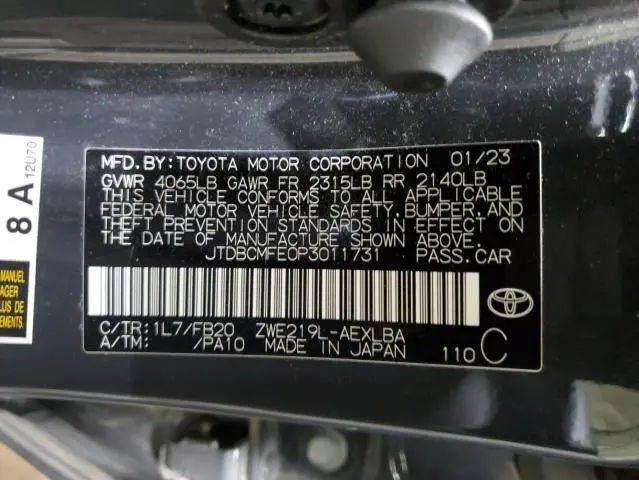 MFD. BY: TOYOTA MOTOR CORPORATION 01/23
GVWR 4065LB GAWR FR 2315LB RR 2140LB
THIS VEHICLE CONFORMS TO ALL APPLICABLE
FEDERAL MOTOR VEHICLE SAFETY, BUMPER, AND
THEFT PREVENTION STANDARDS IN EFFECT ON
THE DATE OF MANUFACTURE SHOWN ABOVE.
JTDBCMFE0P3011731 PASS. CAR
C/TR: 1L7/FB20 ZWE219L-AEXLBA
A/TM: /PA10 MADE IN JAPAN 110 C
8 A 12U70
MANUEL